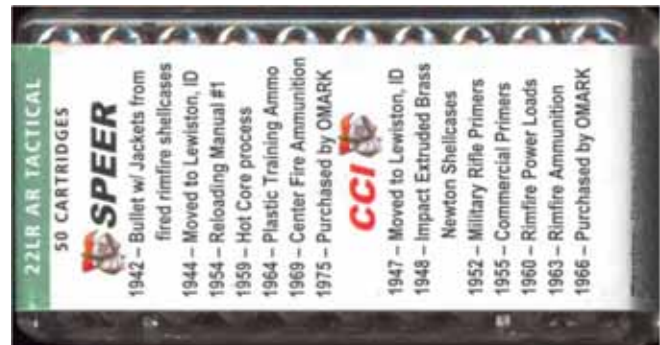 22LR AR TACTICAL
50 CARTRIDGES
SPEER
1942 – Bullet w/ Jackets from
fired rimfire shellcases
1944 – Moved to Lewiston, ID
1954 – Reloading Manual #1
1959 – Hot Core process
1964 – Plastic Training Ammo
1969 – Center Fire Ammunition
1975 – Purchased by OMARK
CCI
1947 – Moved to Lewiston, ID
1948 – Impact Extruded Brass
Newton Shellcases
1952 – Military Rifle Primers
1955 – Commercial Primers
1960 – Rimfire Power Loads
1963 – Rimfire Ammunition
1966 – Purchased by OMARK